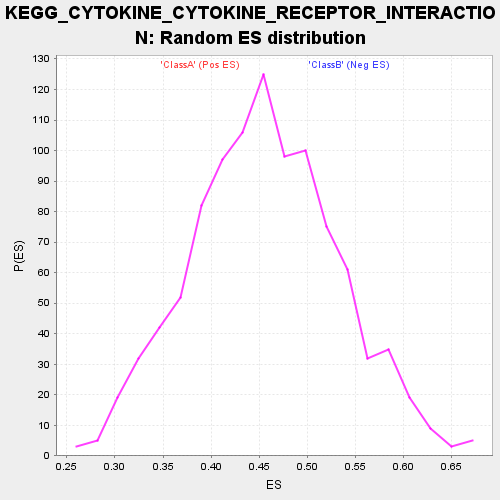 KEGG_CYTOKINE_CYTOKINE_RECEPTOR_INTERACTIO
N: Random ES distribution
'ClassA' (Pos ES) 'ClassB' (Neg ES)
130
120
110
100
90
80
70
60
50
40
30
20
10
0
P(ES)
0.25 0.30 0.35 0.40 0.45 0.50 0.55 0.60 0.65
ES